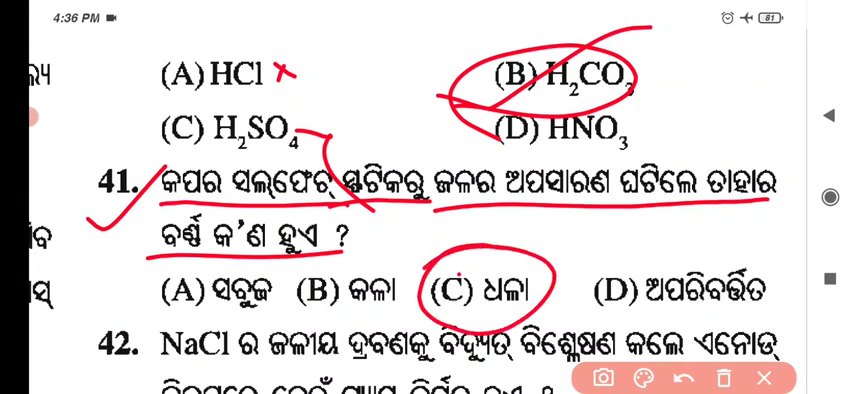 4:36 PM
81
(A) HCl
(B) H₂CO₃
(C) H₂SO₄
(D) HNO₃
41. କପର ସଲ୍‌ଫେଟ୍ ସ୍ଫଟିକରୁ ଜଳର ଅପସାରଣ ଘଟିଲେ ତାହାର
ବର୍ଣ୍ଣ କ'ଣ ହୁଏ ?
(A) ସବୁଜ (B) କଳା (C) ଧଳା (D) ଅପରିବର୍ତ୍ତିତ
42. NaCl ର ଜଳୀୟ ଦ୍ରବଣକୁ ବିଦ୍ୟୁତ୍ ବିଶ୍ଳେଷଣ କଲେ ଏନୋଡ୍